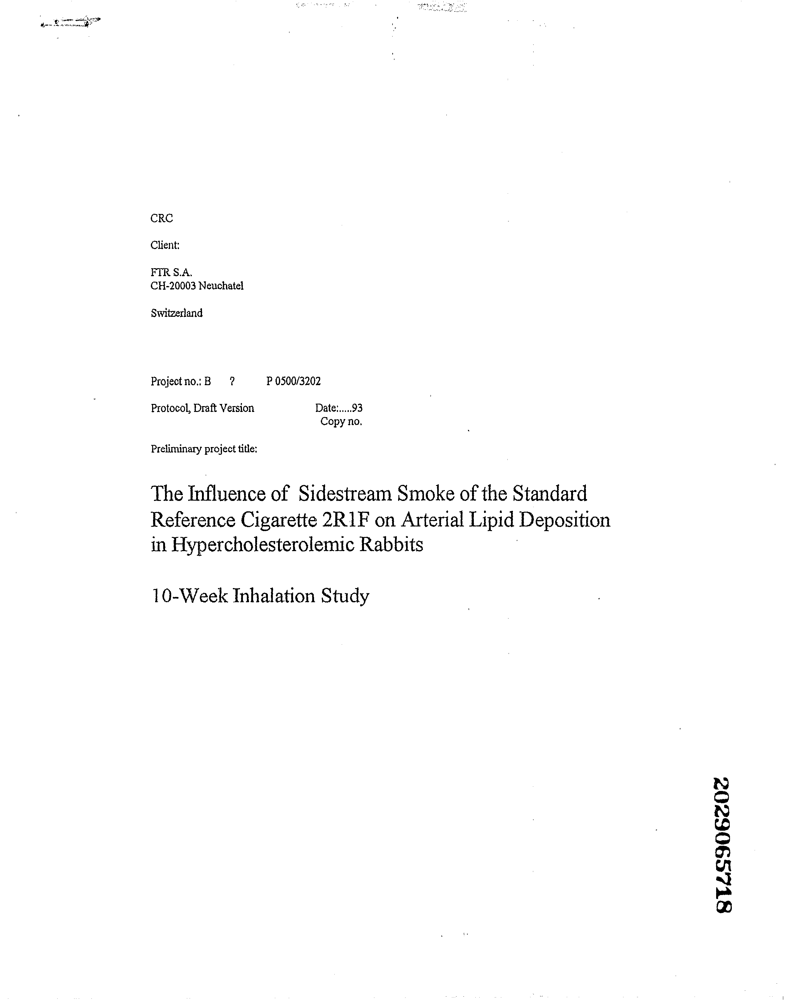 CRC
Client:
FTR S.A.
CH-20003 Neuchatel
Switzerland
Project no.: B ? P 0500/3202
Protocol, Draft Version Date:.....93
Copy no.
Preliminary project title:
The Influence of Sidestream Smoke of the Standard
Reference Cigarette 2R1F on Arterial Lipid Deposition
in Hypercholesterolemic Rabbits
10-Week Inhalation Study
2029065718